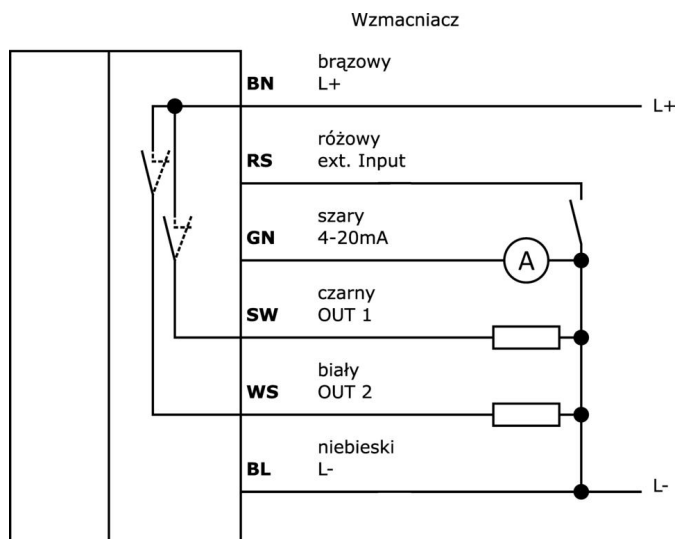 Wzmacniacz
brązowy
BN L+
L+
różowy
RS ext. Input
szary
GN 4-20mA
A
czarny
SW OUT 1
biały
WS OUT 2
niebieski
BL L-
L-